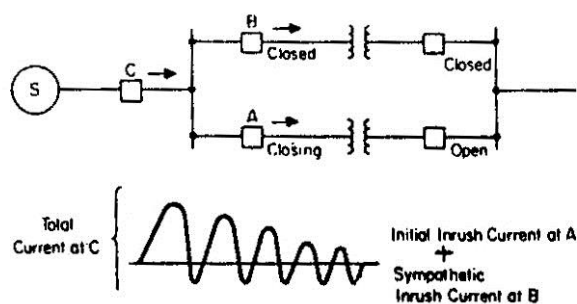 B
Closed
Closed
C
S
A
Closing
Open
Total
Current at C
Initial Inrush Current at A
+
Sympathetic
Inrush Current at B